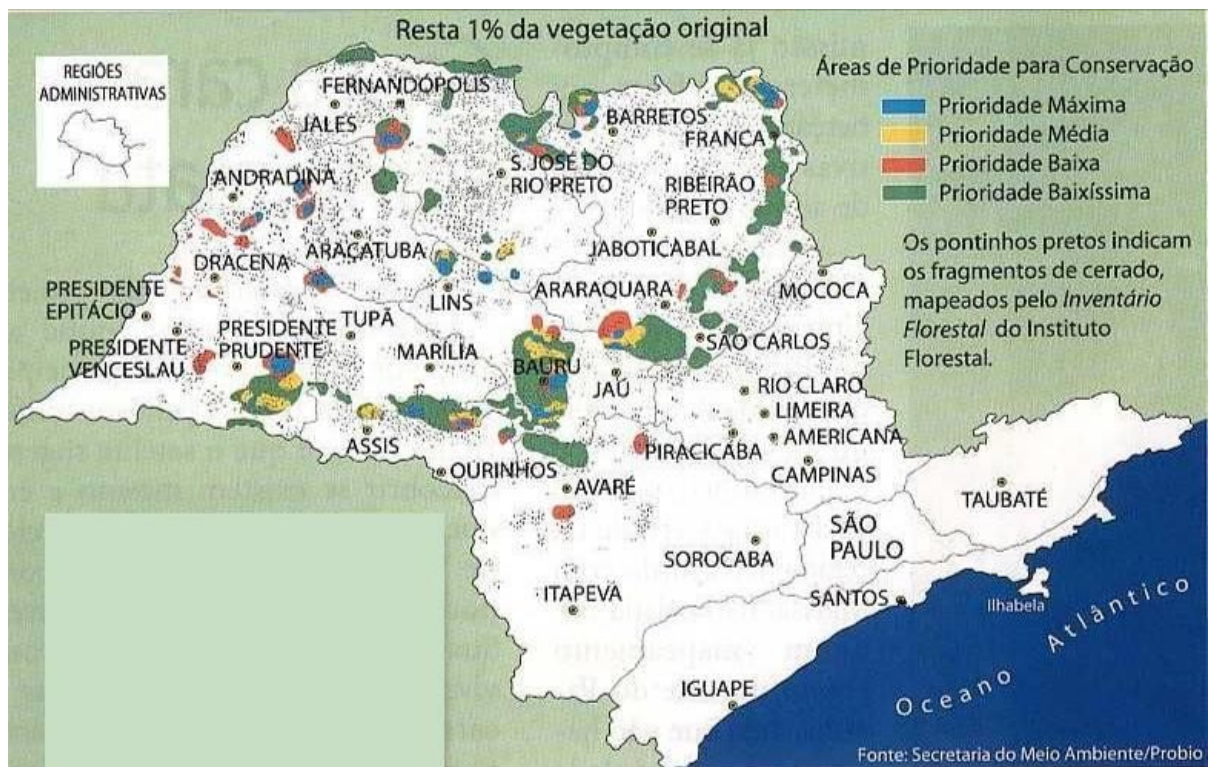 Resta 1% da vegetação original
REGIÕES
ADMINISTRATIVAS
Áreas de Prioridade para Conservação
Prioridade Máxima
Prioridade Média
Prioridade Baixa
Prioridade Baixíssima
Os pontinhos pretos indicam
os fragmentos de cerrado,
mapeados pelo Inventário
Florestal do Instituto
Florestal.
FERNANDÓPOLIS
JALES
BARRETOS
FRANCA
S. JOSÉ DO
RIO PRETO
ANDRADINA
RIBEIRÃO
PRETO
ARAÇATUBA
JABOTICABAL
DRACENA
PRESIDENTE
EPITÁCIO
LINS
ARARAQUARA
MOCOCA
TUPÃ
PRESIDENTE
PRUDENTE
PRESIDENTE
VENCESLAU
MARÍLIA
BAURU
SÃO CARLOS
JAÚ
RIO CLARO
LIMEIRA
AMERICANA
ASSIS
PIRACICABA
CAMPINAS
OURINHOS
AVARÉ
TAUBATÉ
SÃO
PAULO
SOROCABA
ITAPEVA
SANTOS
Ilhabela
Oceano Atlântico
IGUAPE
Fonte: Secretaria do Meio Ambiente/Probio